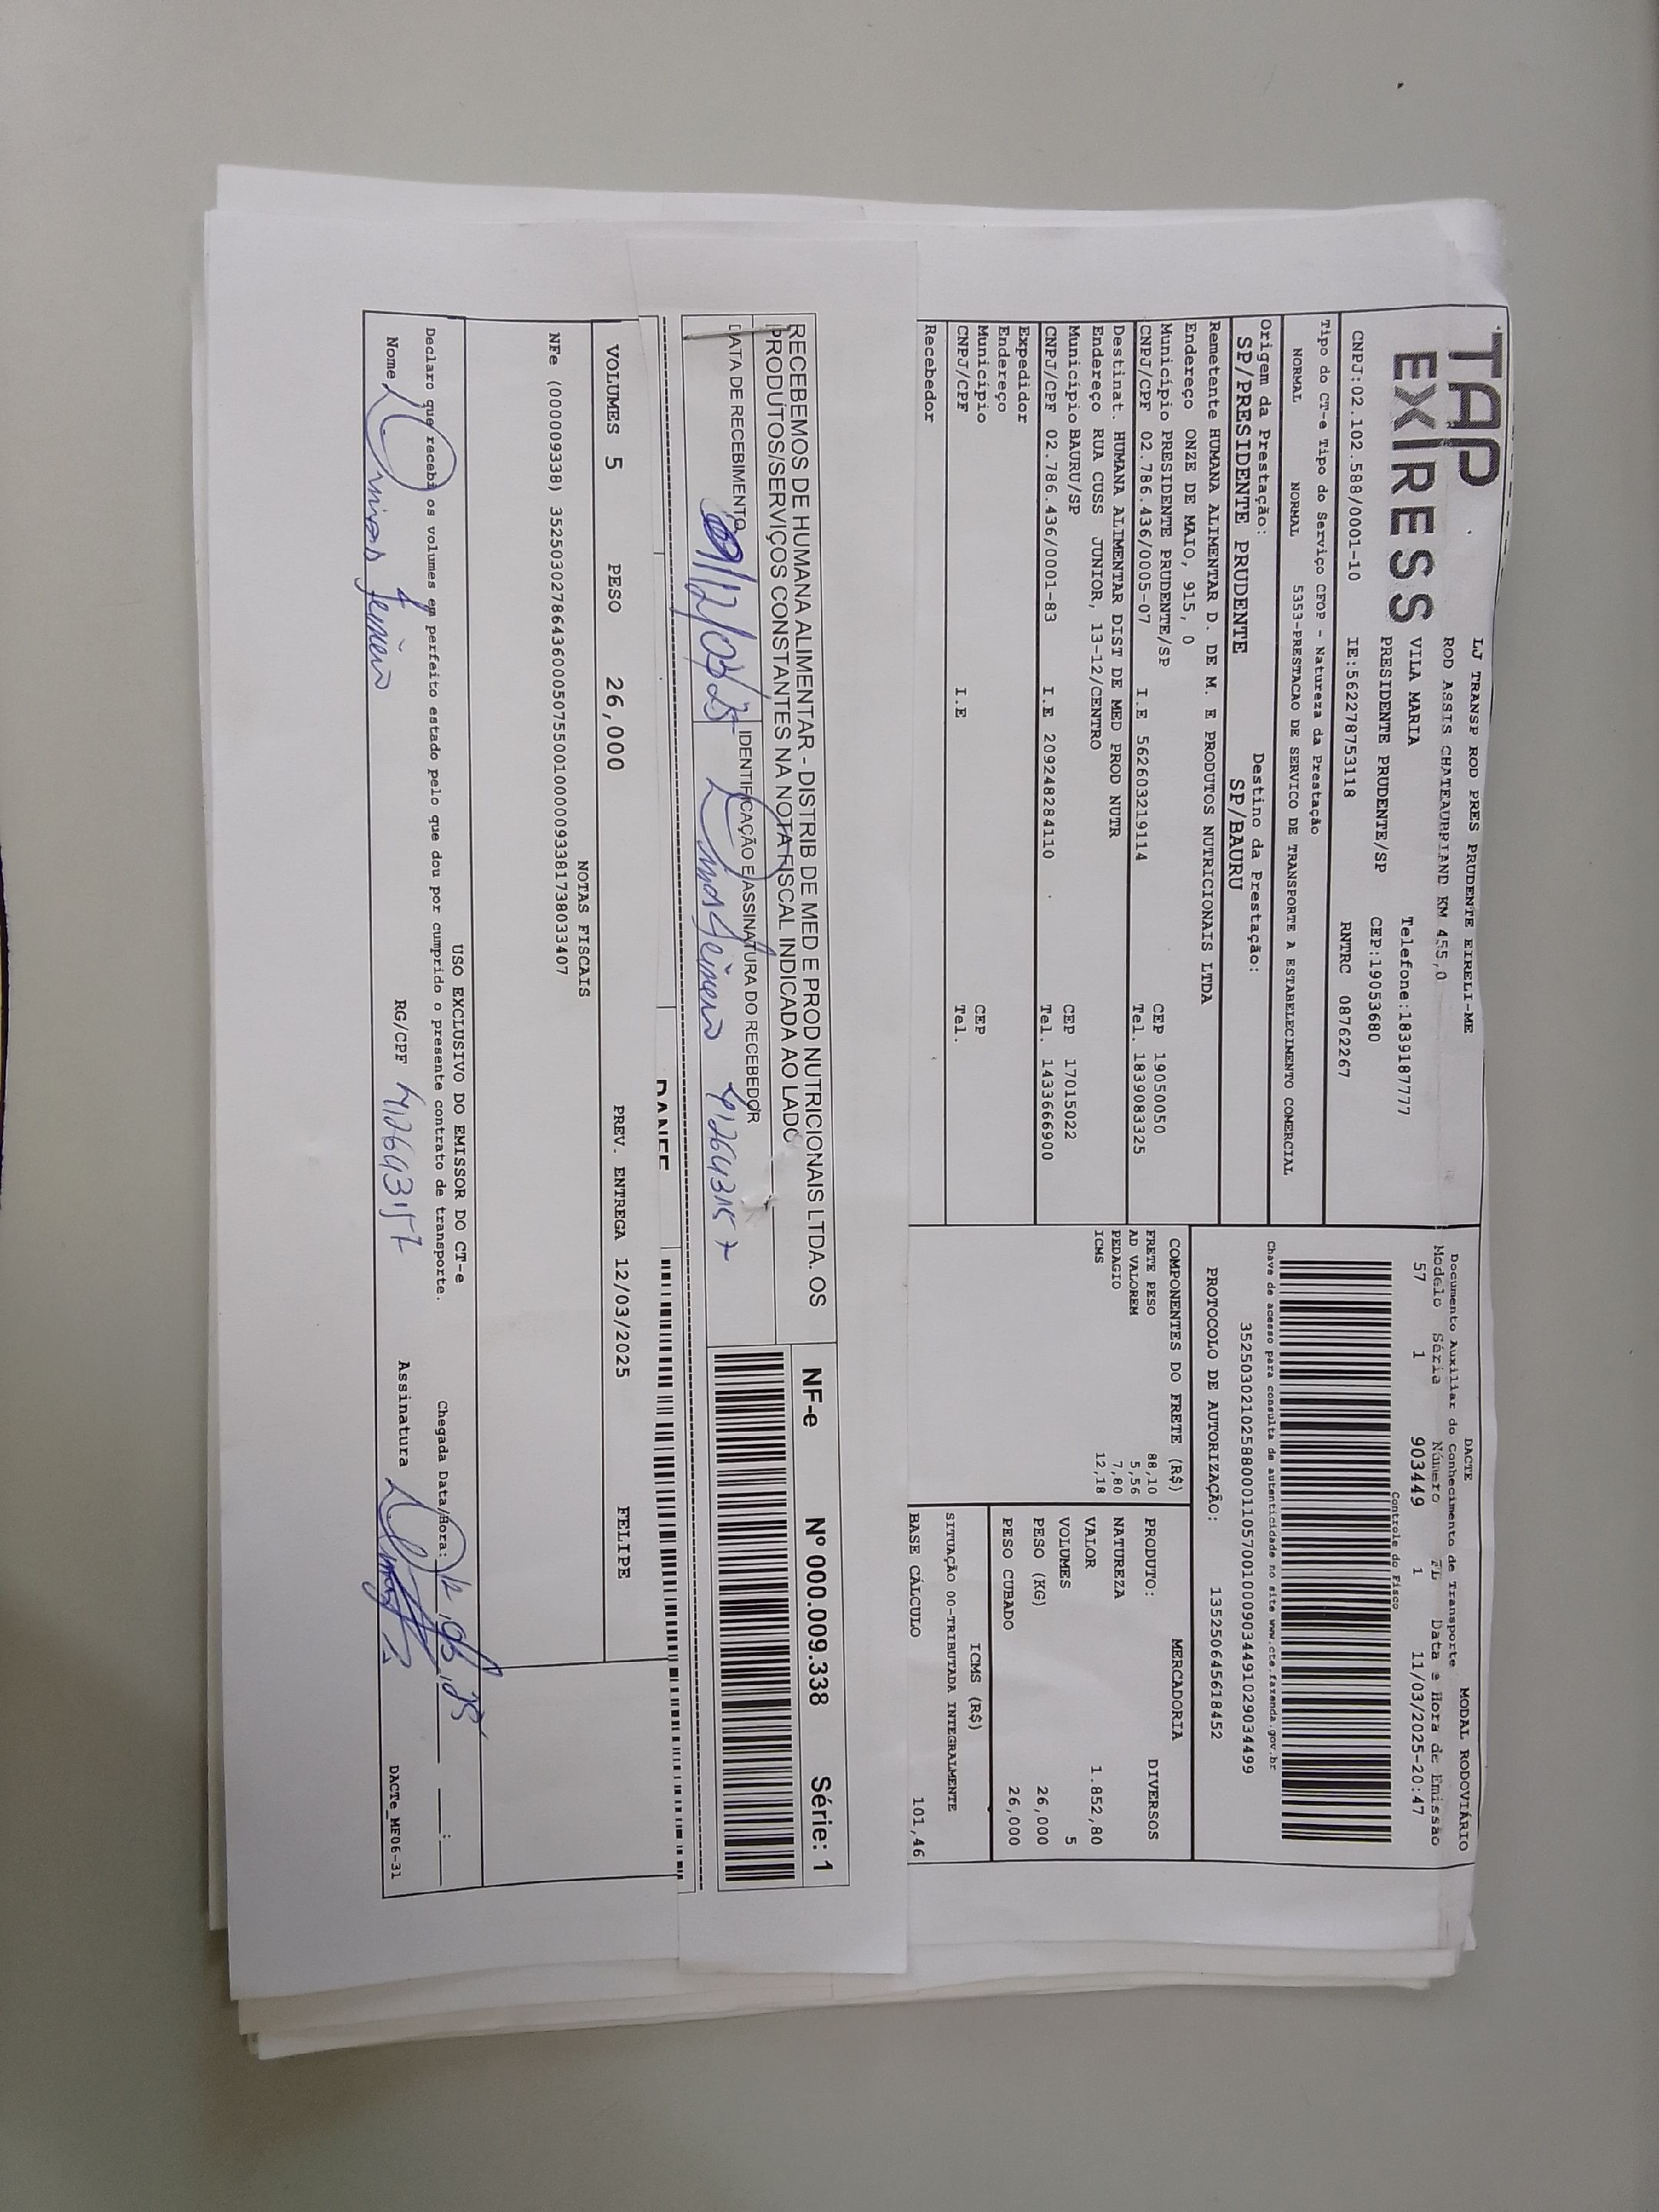 TAP
EXPRESS
LJ TRANSP ROD PRES PRUDENTE EIRELI-ME
ROD ASSIS CHATEAUBRIAND KM 455,0
VILA MARIA Telefone:1839187777
PRESIDENTE PRUDENTE/SP CEP:19053680
CNPJ:02.102.588/0001-10 IE:562278753118 RNTRC 08762267
DACTE MODAL RODOVIÁRIO
Documento Auxiliar do Conhecimento de Transporte
Modelo Série Número FL Data e Hora de Emissão
57 1 903449 1 11/03/2025-20:47
Controle do Fisco
Chave de acesso para consulta de autenticidade no site www.cte.fazenda.gov.br
35250302102588000110570010009034491029034499
PROTOCOLO DE AUTORIZAÇÃO: 135250645618452
Tipo do CT-e Tipo do Serviço CFOP - Natureza da Prestação
NORMAL NORMAL 5353-PRESTACAO DE SERVICO DE TRANSPORTE A ESTABELECIMENTO COMERCIAL
Origem da Prestação: Destino da Prestação:
SP/PRESIDENTE PRUDENTE SP/BAURU
Remetente HUMANA ALIMENTAR D. DE M. E PRODUTOS NUTRICIONAIS LTDA
Endereço ONZE DE MAIO, 915, 0
Município PRESIDENTE PRUDENTE/SP CEP 19050050
CNPJ/CPF 02.786.436/0005-07 I.E 562603219114 Tel. 1839083325
Destinat. HUMANA ALIMENTAR DIST DE MED PROD NUTR
Endereço RUA CUSS JUNIOR, 13-12/CENTRO
Município BAURU/SP CEP 17015022
CNPJ/CPF 02.786.436/0001-83 I.E 209248284110 Tel. 1433666900
Expedidor
Endereço
Município CEP
CNPJ/CPF I.E Tel.
Recebedor
COMPONENTES DO FRETE (R$)
FRETE PESO 88,10
AD VALOREM 5,56
PEDAGIO 7,80
ICMS 12,18
MERCADORIA
PRODUTO: DIVERSOS
NATUREZA
VALOR 1.852,80
VOLUMES 5
PESO (KG) 26,000
PESO CUBADO 26,000
ICMS (R$)
SITUAÇÃO 00-TRIBUTADA INTEGRALMENTE
BASE CÁLCULO 101,46
RECEBEMOS DE HUMANA ALIMENTAR - DISTRIB DE MED E PROD NUTRICIONAIS LTDA. OS
PRODUTOS/SERVIÇOS CONSTANTES NA NOTA FISCAL INDICADA AO LADO
DATA DE RECEBIMENTO IDENTIFICAÇÃO E ASSINATURA DO RECEBEDOR
NF-e Nº 000.009.338 Série: 1
DANFE
VOLUMES 5 PESO 26,000 PREV. ENTREGA 12/03/2025 FELIPE
NOTAS FISCAIS
NFe (000009338) 35250302786436000507550010000093381738033407
USO EXCLUSIVO DO EMISSOR DO CT-e
Declaro que recebi os volumes em perfeito estado pelo que dou por cumprido o presente contrato de transporte. Chegada Data/Hora: 12 03 25 :
Nome RG/CPF Assinatura
DACTe_MF06-31